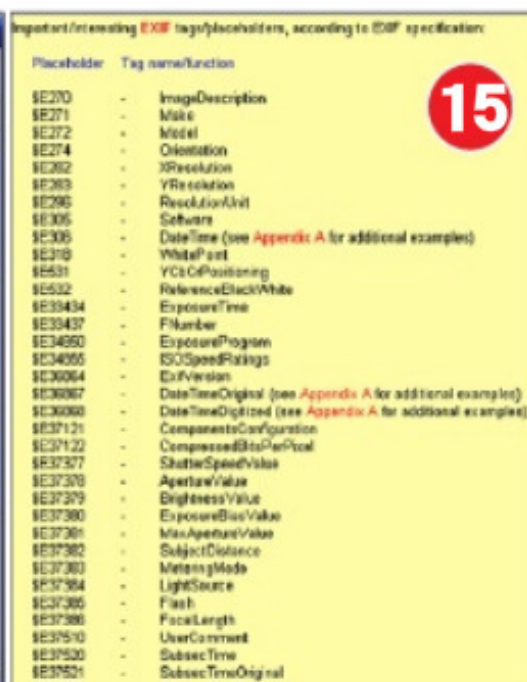 Important/interesting EXIF tags/placeholders, according to EXIF specification:
Placeholder Tag name/function
15
$E270 - ImageDescription
$E271 - Make
$E272 - Model
$E274 - Orientation
$E282 - XResolution
$E283 - YResolution
$E296 - ResolutionUnit
$E305 - Software
$E306 - DateTime (see Appendix A for additional examples)
$E318 - WhitePoint
$E531 - YCbCrPositioning
$E532 - ReferenceBlackWhite
$E33434 - ExposureTime
$E33437 - FNumber
$E34850 - ExposureProgram
$E34855 - ISOSpeedRatings
$E36864 - ExifVersion
$E36867 - DateTimeOriginal (see Appendix A for additional examples)
$E36868 - DateTimeDigitized (see Appendix A for additional examples)
$E37121 - ComponentsConfiguration
$E37122 - CompressedBitsPerPixel
$E37377 - ShutterSpeedValue
$E37378 - ApertureValue
$E37379 - BrightnessValue
$E37380 - ExposureBiasValue
$E37381 - MaxApertureValue
$E37382 - SubjectDistance
$E37383 - MeteringMode
$E37384 - LightSource
$E37385 - Flash
$E37386 - FocalLength
$E37510 - UserComment
$E37520 - SubsecTime
$E37521 - SubsecTimeOriginal